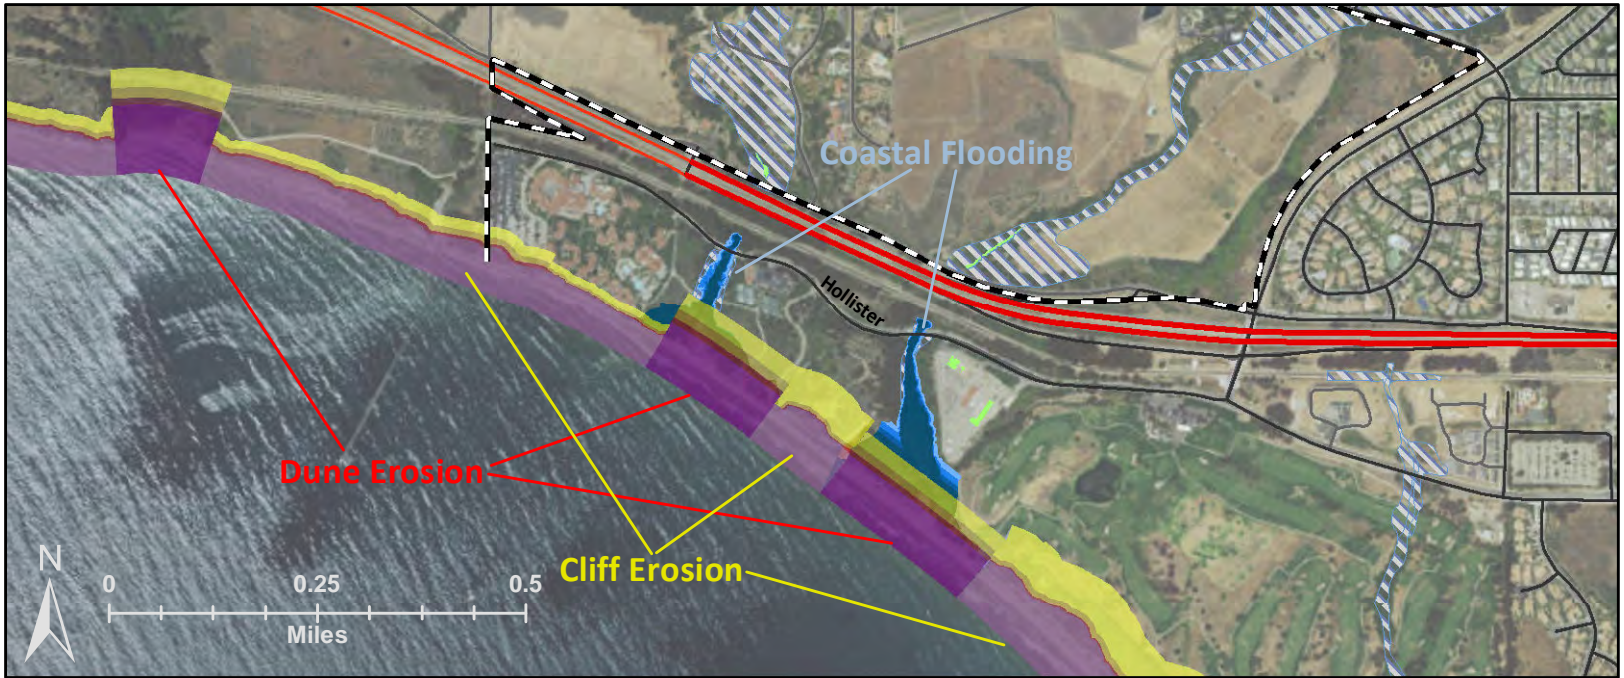 Coastal Flooding
Hollister
Dune Erosion
Cliff Erosion
N
0 0.25 0.5
Miles